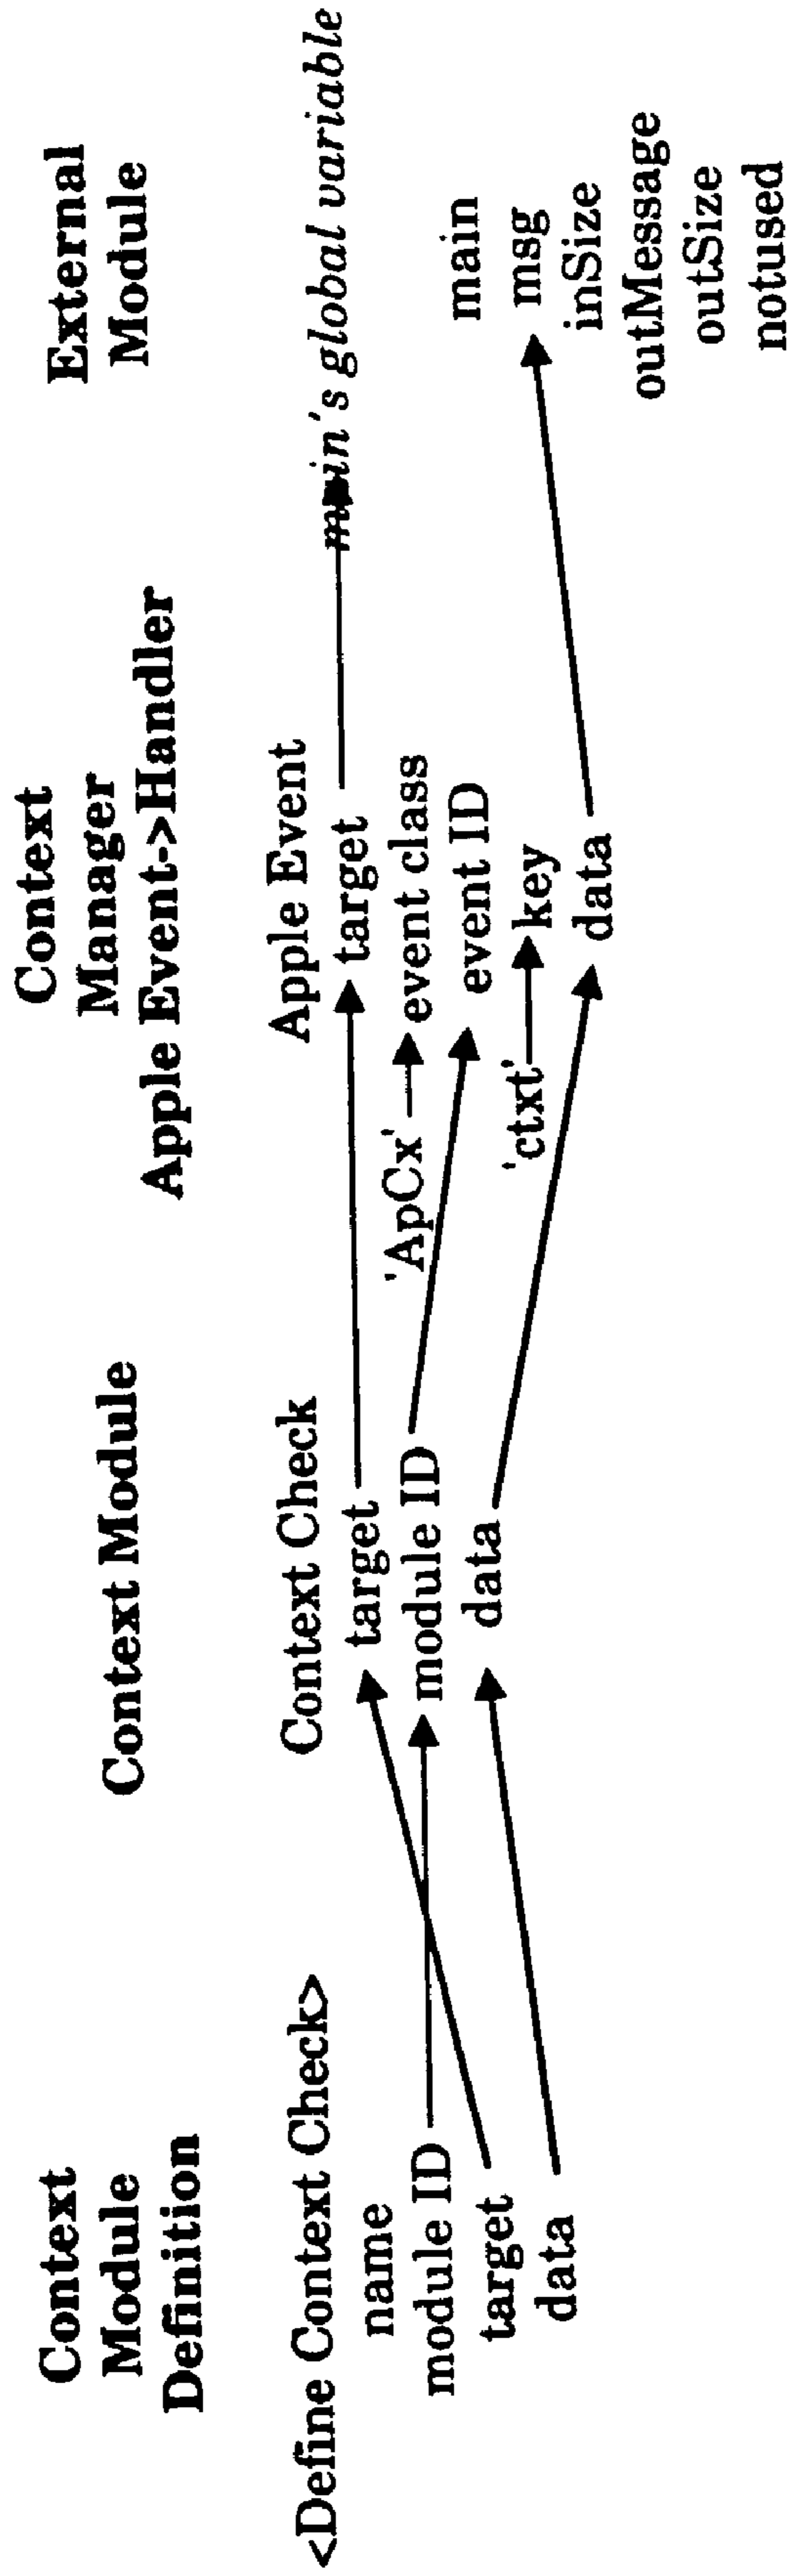 Context
Module
Definition
<Define Context Check>
name
module ID
target
data
Context Module
Context Check
target
module ID
data
Context
Manager
Apple Event->Handler
Apple Event
target
'ApCx'
event class
event ID
'ctxt'
key
data
External
Module
main's global variable
main
msg
inSize
outMessage
outSize
notused